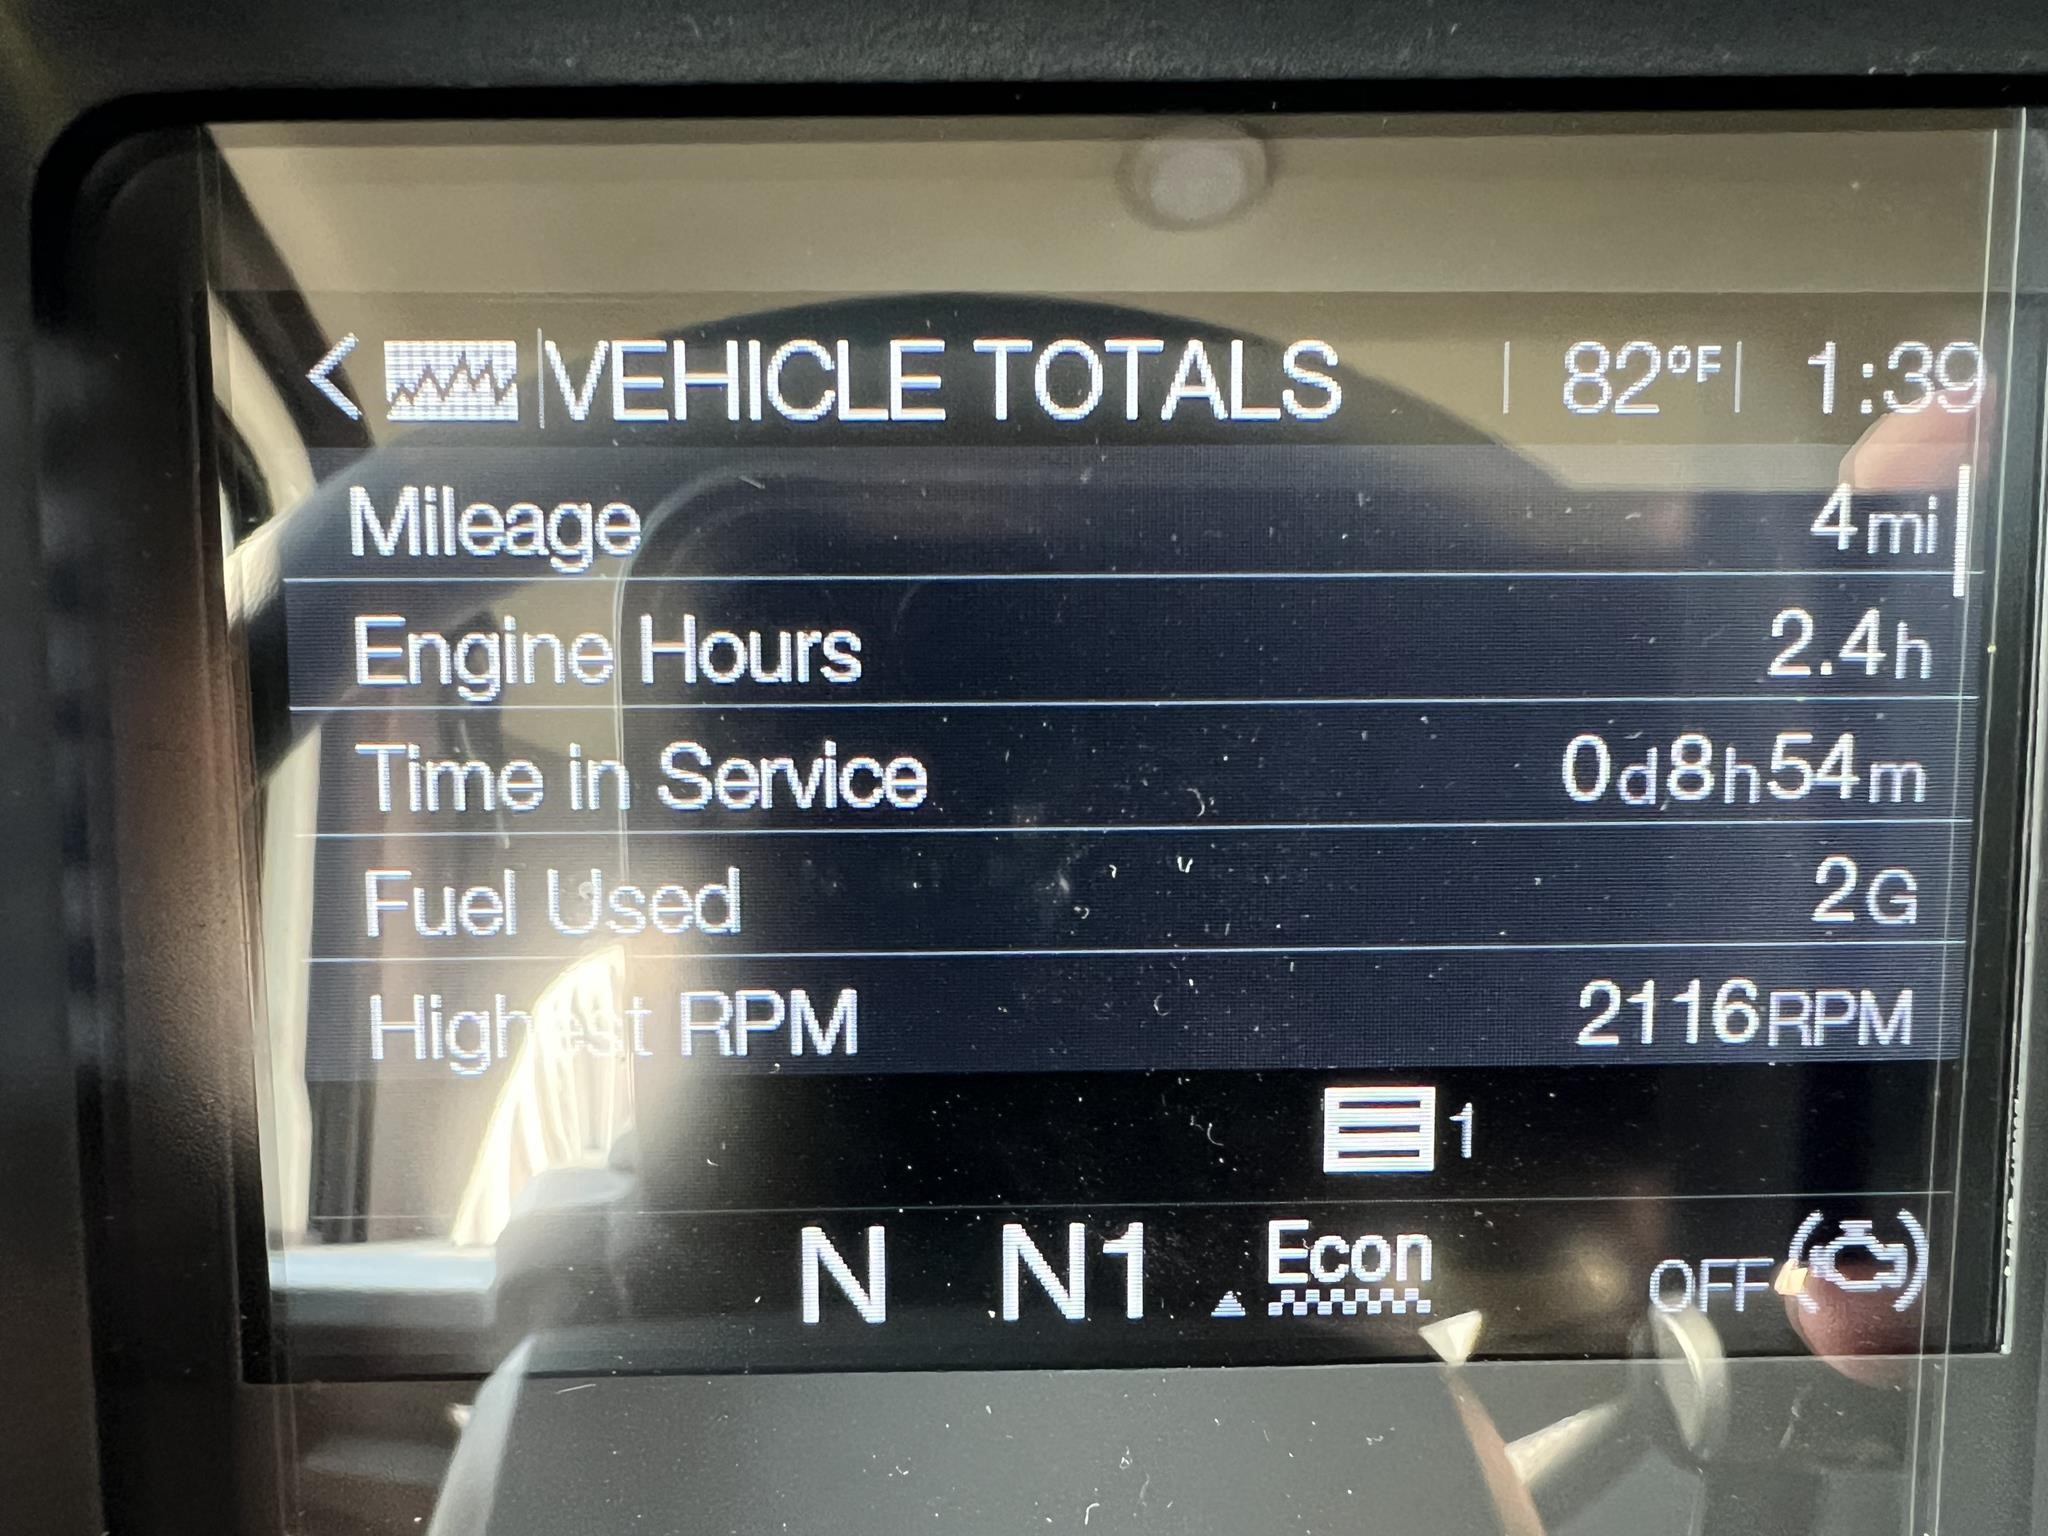 VEHICLE TOTALS 82°F 1:39
Mileage 4mi
Engine Hours 2.4h
Time in Service 0d8h54m
Fuel Used 2G
Highest RPM 2116RPM
1
N N1 Econ OFF